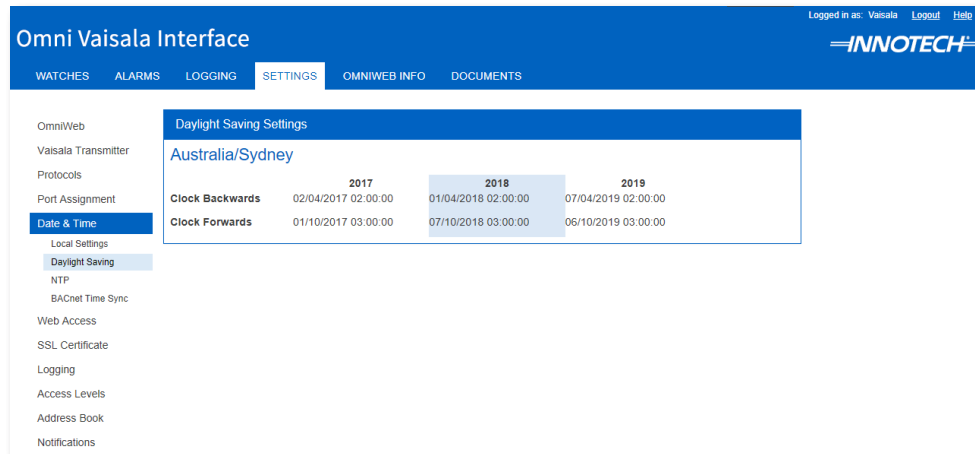 Logged in as: Vaisala Logout Help
Omni Vaisala Interface
INNOTECH
WATCHES ALARMS LOGGING SETTINGS OMNIWEB INFO DOCUMENTS
OmniWeb
Vaisala Transmitter
Protocols
Port Assignment
Date & Time
Local Settings
Daylight Saving
NTP
BACnet Time Sync
Web Access
SSL Certificate
Logging
Access Levels
Address Book
Notifications
Daylight Saving Settings
Australia/Sydney
2017 2018 2019
Clock Backwards 02/04/2017 02:00:00 01/04/2018 02:00:00 07/04/2019 02:00:00
Clock Forwards 01/10/2017 03:00:00 07/10/2018 03:00:00 06/10/2019 03:00:00